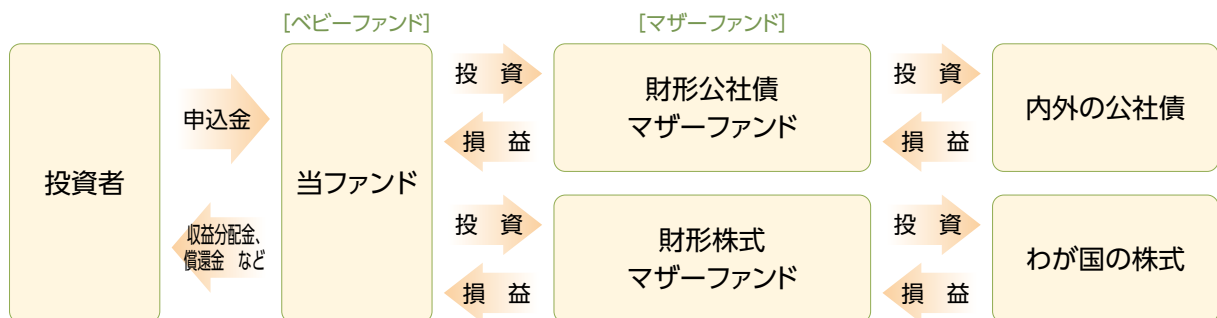 [ベビーファンド]
[マザーファンド]
投資者
申込金
収益分配金、
償還金 など
当ファンド
投 資
損 益
財形公社債
マザーファンド
投 資
損 益
内外の公社債
投 資
損 益
財形株式
マザーファンド
投 資
損 益
わが国の株式